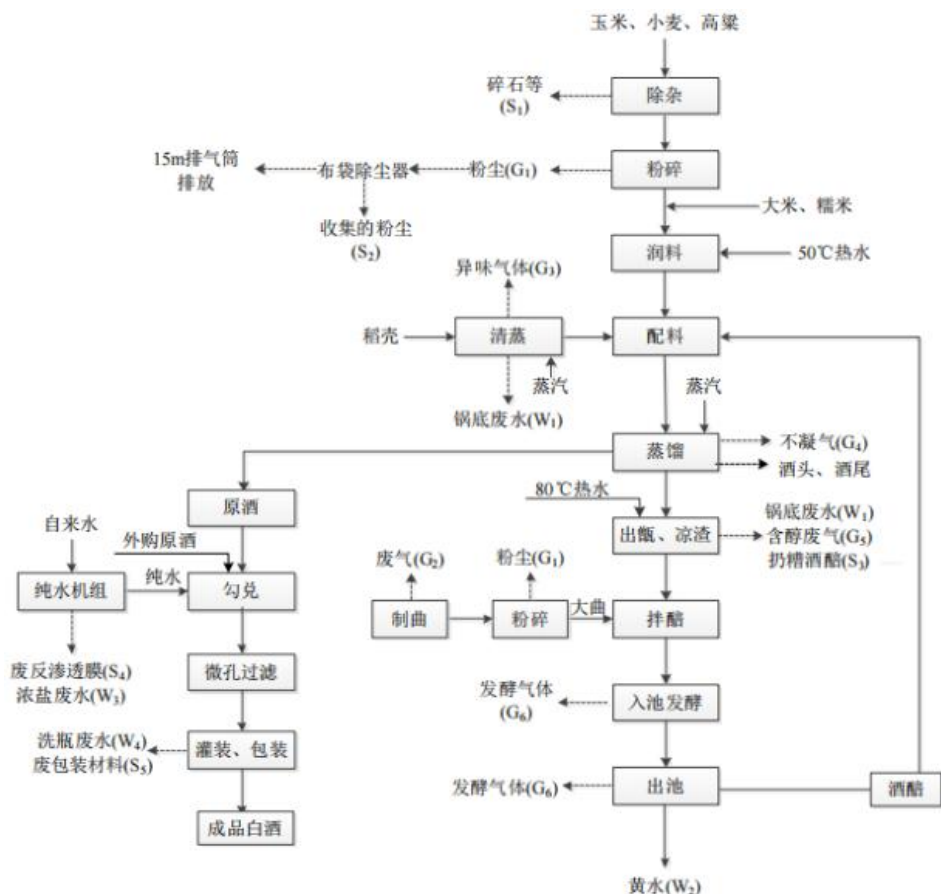 玉米、小麦、高粱
碎石等
(S₁)
除杂
15m排气筒
排放
布袋除尘器
粉尘(G₁)
粉碎
大米、糯米
收集的粉尘
(S₂)
润料
50℃热水
异味气体(G₃)
稻壳
清蒸
配料
蒸汽
蒸汽
锅底废水(W₁)
蒸馏
不凝气(G₄)
酒头、酒尾
80℃热水
原酒
出甑、凉渣
锅底废水(W₁)
含醇废气(G₅)
扔糟酒醅(S₃)
自来水
外购原酒
废气(G₂)
粉尘(G₁)
纯水机组
纯水
勾兑
制曲
粉碎
大曲
拌醅
废反渗透膜(S₄)
浓盐废水(W₃)
微孔过滤
发酵气体
(G₆)
入池发酵
洗瓶废水(W₄)
废包装材料(S₅)
灌装、包装
发酵气体(G₆)
出池
酒醅
成品白酒
黄水(W₂)